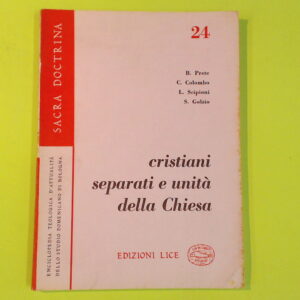 SACRA DOCTRINA
ENCICLOPEDIA TEOLOGICA D'ATTUALITÀ
DELLO STUDIO DOMENICANO DI BOLOGNA
24
B. Prete
C. Colombo
L. Scipioni
S. Golzio
cristiani
separati e unità
della Chiesa
EDIZIONI LICE